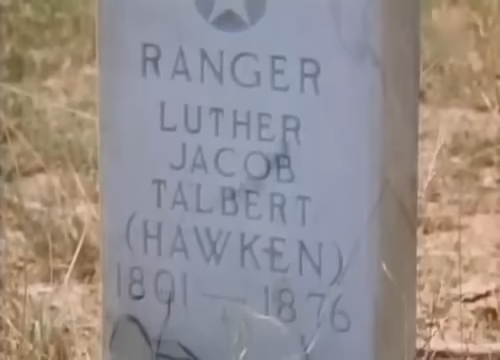 RANGER
LUTHER
JACOB
TALBERT
(HAWKEN)
1801 — 1876